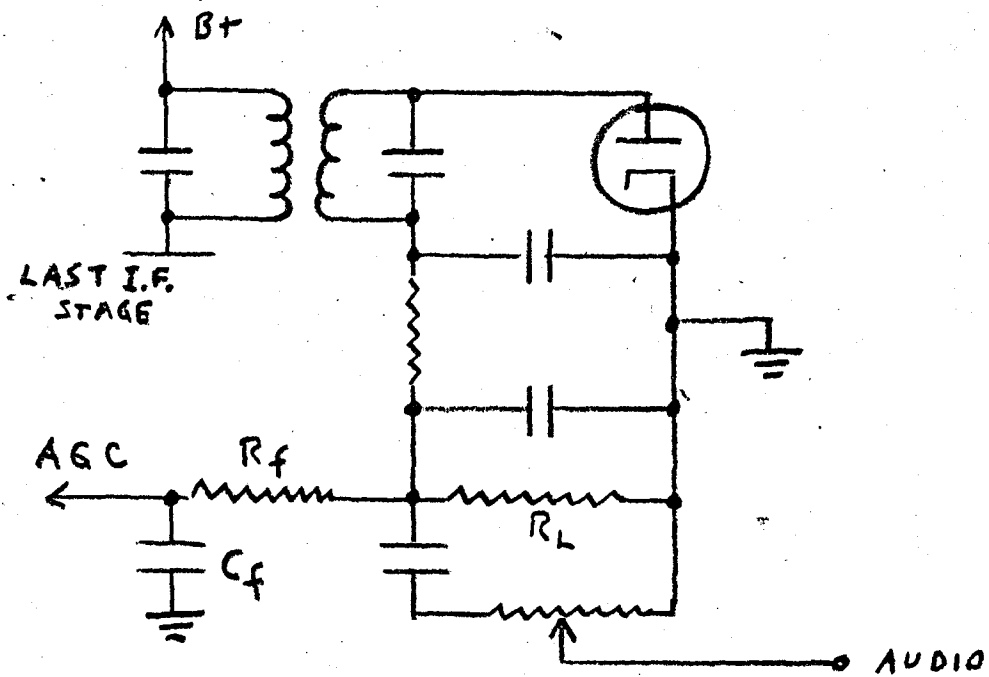 B+
LAST I.F.
STAGE
AGC
Rf
RL
Cf
AUDIO